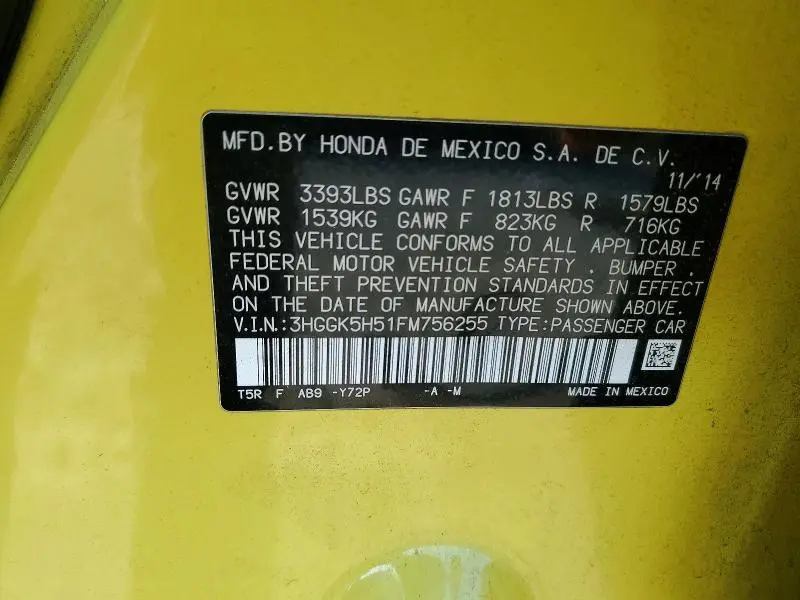 MFD.BY HONDA DE MEXICO S.A. DE C.V.
11/'14
GVWR 3393LBS GAWR F 1813LBS R 1579LBS
GVWR 1539KG GAWR F 823KG R 716KG
THIS VEHICLE CONFORMS TO ALL APPLICABLE
FEDERAL MOTOR VEHICLE SAFETY , BUMPER ,
AND THEFT PREVENTION STANDARDS IN EFFECT
ON THE DATE OF MANUFACTURE SHOWN ABOVE.
V.I.N.:3HGGK5H51FM756255 TYPE:PASSENGER CAR
T5R F AB9 -Y72P -A -M MADE IN MEXICO